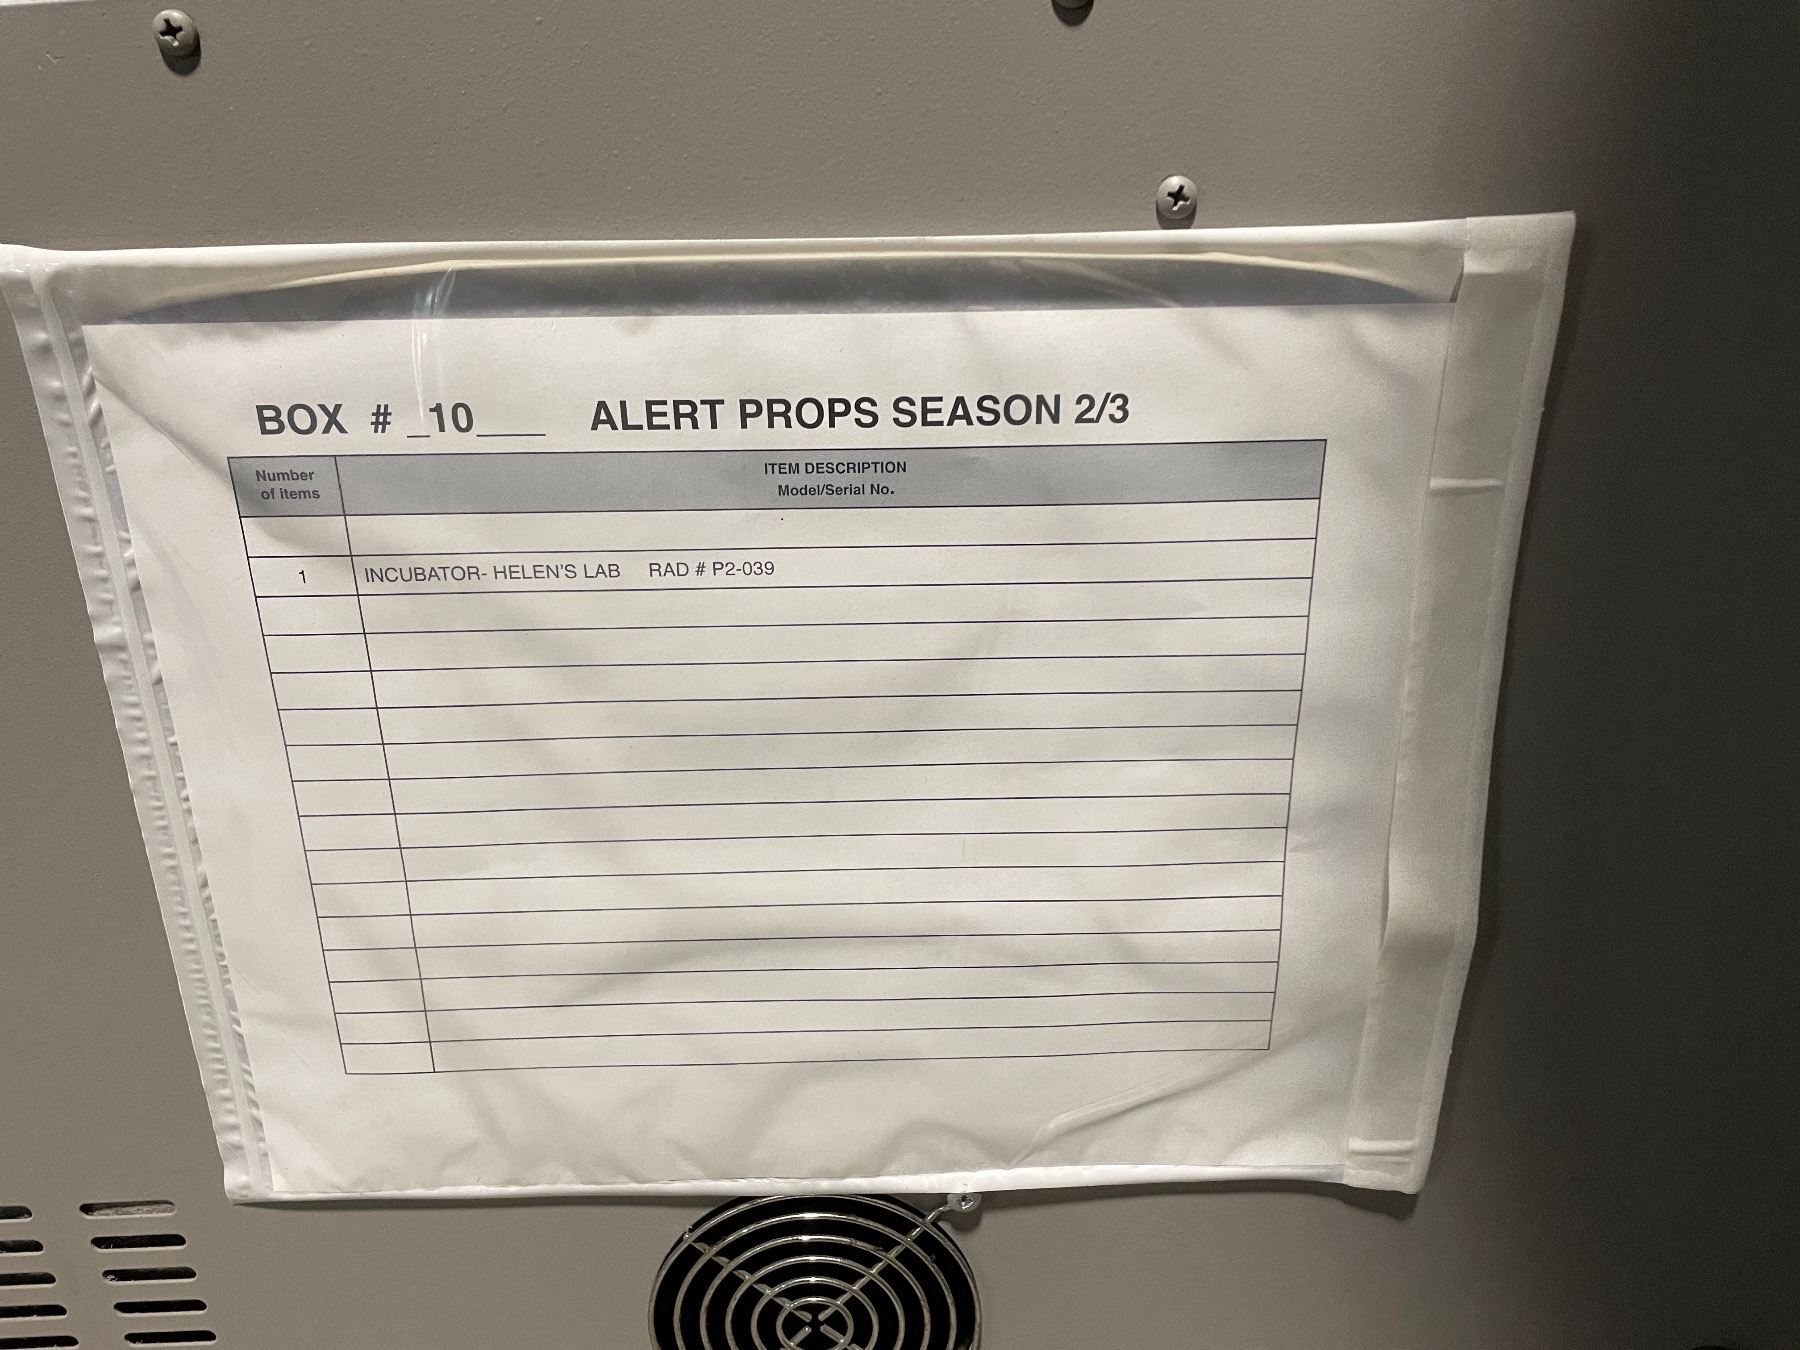 BOX # _10___ ALERT PROPS SEASON 2/3
Number of items
ITEM DESCRIPTION
Model/Serial No.
1 INCUBATOR- HELEN'S LAB RAD # P2-039